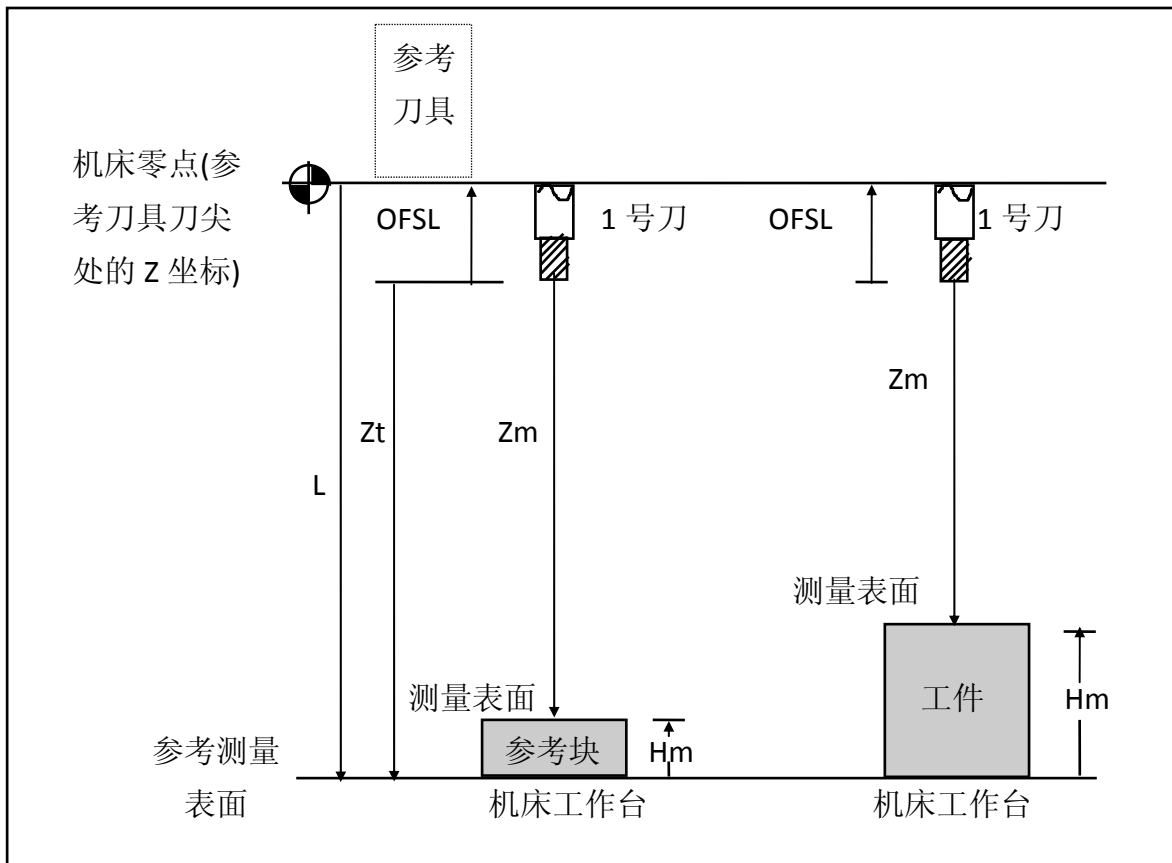 参考
刀具
机床零点(参
考刀具刀尖
处的 Z 坐标)
OFSL
1 号刀
OFSL
1 号刀
Zm
Zt
Zm
L
测量表面
测量表面
工件
Hm
参考块
Hm
参考测量
表面
机床工作台
机床工作台